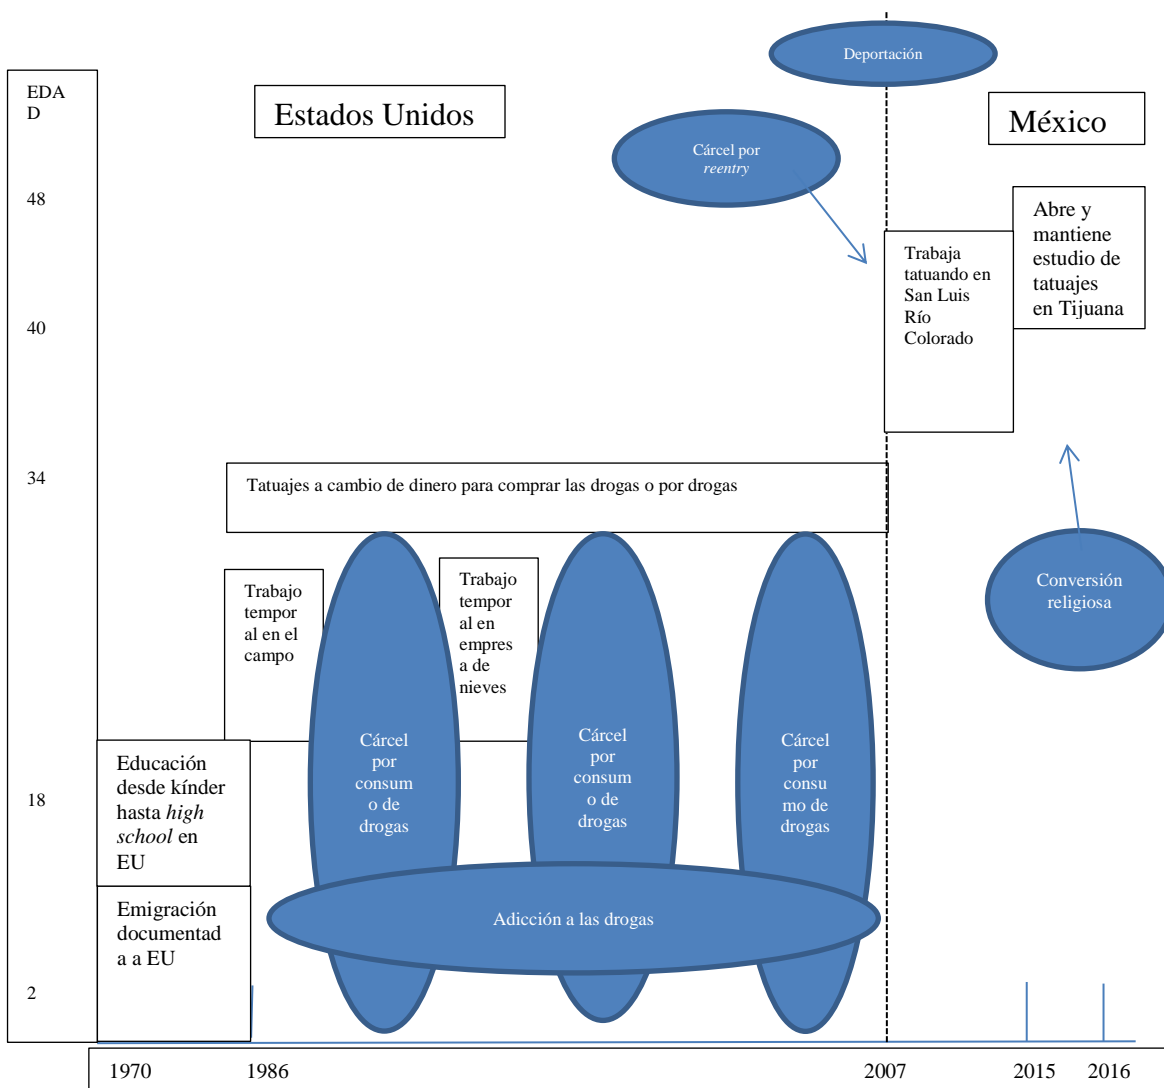 Deportación
EDA
D
Estados Unidos
México
Cárcel por
reentry
48
Abre y
mantiene
estudio de
tatuajes
en Tijuana
Trabaja
tatuando en
San Luis
Río
Colorado
40
34
Tatuajes a cambio de dinero para comprar las drogas o por drogas
Trabajo
tempor
al en el
campo
Trabajo
tempor
al en
empres
a de
nieves
Conversión
religiosa
Educación
desde kínder
hasta high
school en
EU
18
Cárcel
por
consum
o de
drogas
Cárcel
por
consum
o de
drogas
Cárcel
por
consu
mo de
drogas
Emigración
documentad
a a EU
Adicción a las drogas
2
1970
1986
2007
2015
2016